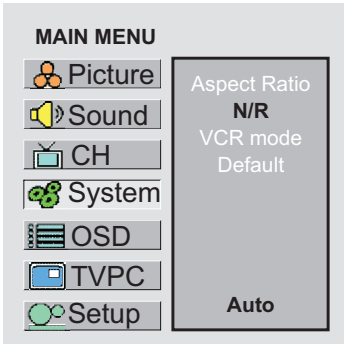 MAIN MENU
Picture
Sound
CH
System
OSD
TVPC
Setup
Aspect Ratio
N/R
VCR mode
Default
Auto